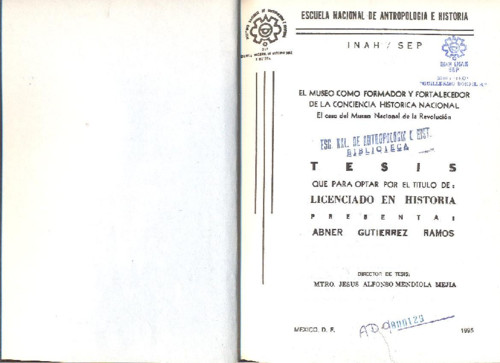 ESCUELA NACIONAL DE ANTROPOLOGIA E HISTORIA
INAH / SEP
EL MUSEO COMO FORMADOR Y FORTALECEDOR
DE LA CONCIENCIA HISTORICA NACIONAL
El caso del Museo Nacional de la Revolución
ESC. NAL. DE ANTROPOLOGIA E HIST.
BIBLIOTECA
TESIS
QUE PARA OPTAR POR EL TITULO DE:
LICENCIADO EN HISTORIA
PRESENTA:
ABNER GUTIERREZ RAMOS
DIRECTOR DE TESIS:
MTRO. JESUS ALFONSO MENDIOLA MEJIA
MEXICO, D. F. 1995